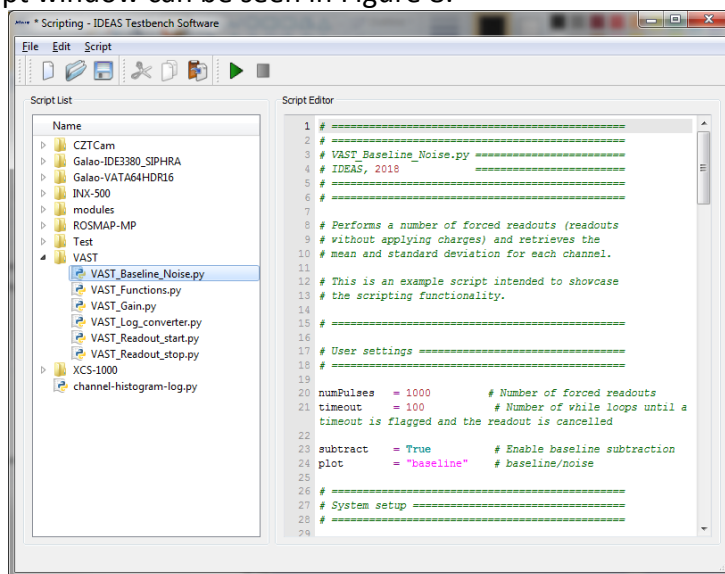 pt window can be seen in Figure 8.
* Scripting - IDEAS Testbench Software
File Edit Script
Script List
Name
CZTCam
Galao-IDE3380_SIPHRA
Galao-VATA64HDR16
INX-500
modules
ROSMAP-MP
Test
VAST
VAST_Baseline_Noise.py
VAST_Functions.py
VAST_Gain.py
VAST_Log_converter.py
VAST_Readout_start.py
VAST_Readout_stop.py
XCS-1000
channel-histogram-log.py
Script Editor
1 # ===============================================
2 # ===============================================
3 # VAST_Baseline_Noise.py ========================
4 # IDEAS, 2018            ========================
5 # ===============================================
6 # ===============================================
7
8 # Performs a number of forced readouts (readouts
9 # without applying charges) and retrieves the
10 # mean and standard deviation for each channel.
11
12 # This is an example script intended to showcase
13 # the scripting functionality.
14
15 # ===============================================
16
17 # User settings =================================
18 # ===============================================
19
20 numPulses   = 1000        # Number of forced readouts
21 timeout     = 100          # Number of while loops until a
timeout is flagged and the readout is cancelled
22
23 subtract    = True         # Enable baseline subtraction
24 plot        = "baseline"   # baseline/noise
25
26 # ===============================================
27 # System setup ==================================
28 # ===============================================
29